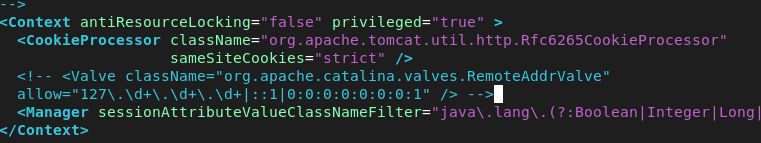 -->
<Context antiResourceLocking="false" privileged="true" >
  <CookieProcessor className="org.apache.tomcat.util.http.Rfc6265CookieProcessor"
                   sameSiteCookies="strict" />
  <!-- <Valve className="org.apache.catalina.valves.RemoteAddrValve"
  allow="127\.\d+\.\d+\.\d+|::1|0:0:0:0:0:0:0:1" /> -->
  <Manager sessionAttributeValueClassNameFilter="java\.lang\.(?:Boolean|Integer|Long|
</Context>